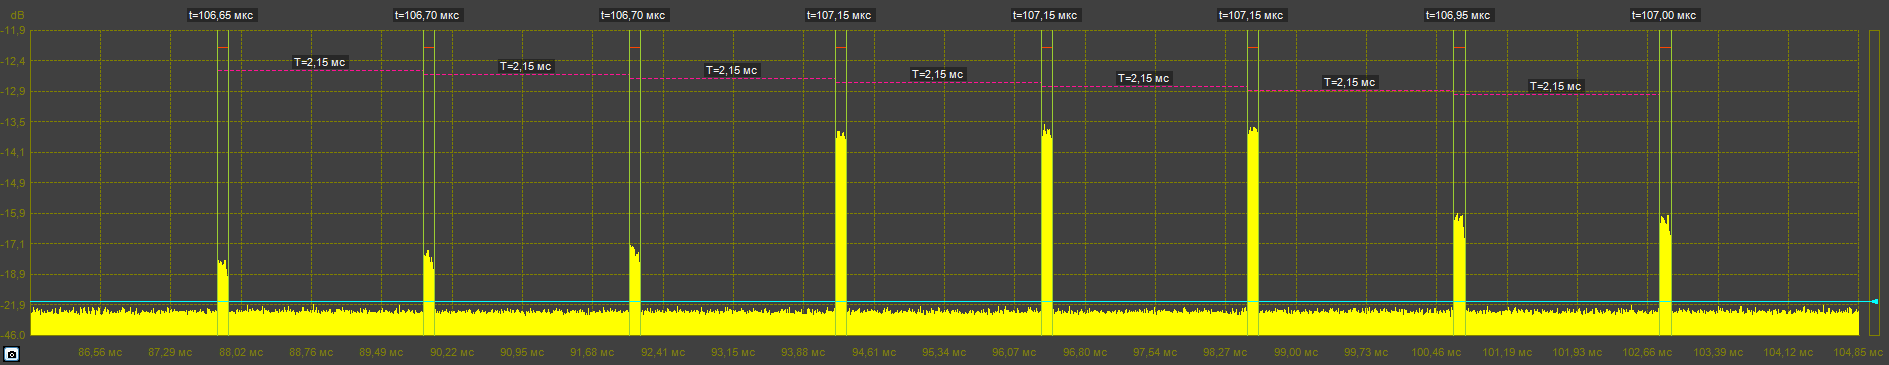 dB
t=106,65 мкс
t=106,70 мкс
t=106,70 мкс
t=107,15 мкс
t=107,15 мкс
t=107,15 мкс
t=106,95 мкс
t=107,00 мкс
-11,9
-12,4
-12,9
-13,5
-14,1
-14,9
-15,9
-17,1
-18,9
-21,9
-46.0
T=2,15 мс
T=2,15 мс
T=2,15 мс
T=2,15 мс
T=2,15 мс
T=2,15 мс
T=2,15 мс
86,56 мс
87,29 мс
88,02 мс
88,76 мс
89,49 мс
90,22 мс
90,95 мс
91,68 мс
92,41 мс
93,15 мс
93,88 мс
94,61 мс
95,34 мс
96,07 мс
96,80 мс
97,54 мс
98,27 мс
99,00 мс
99,73 мс
100,46 мс
101,19 мс
101,93 мс
102,66 мс
103,39 мс
104,12 мс
104,85 мс